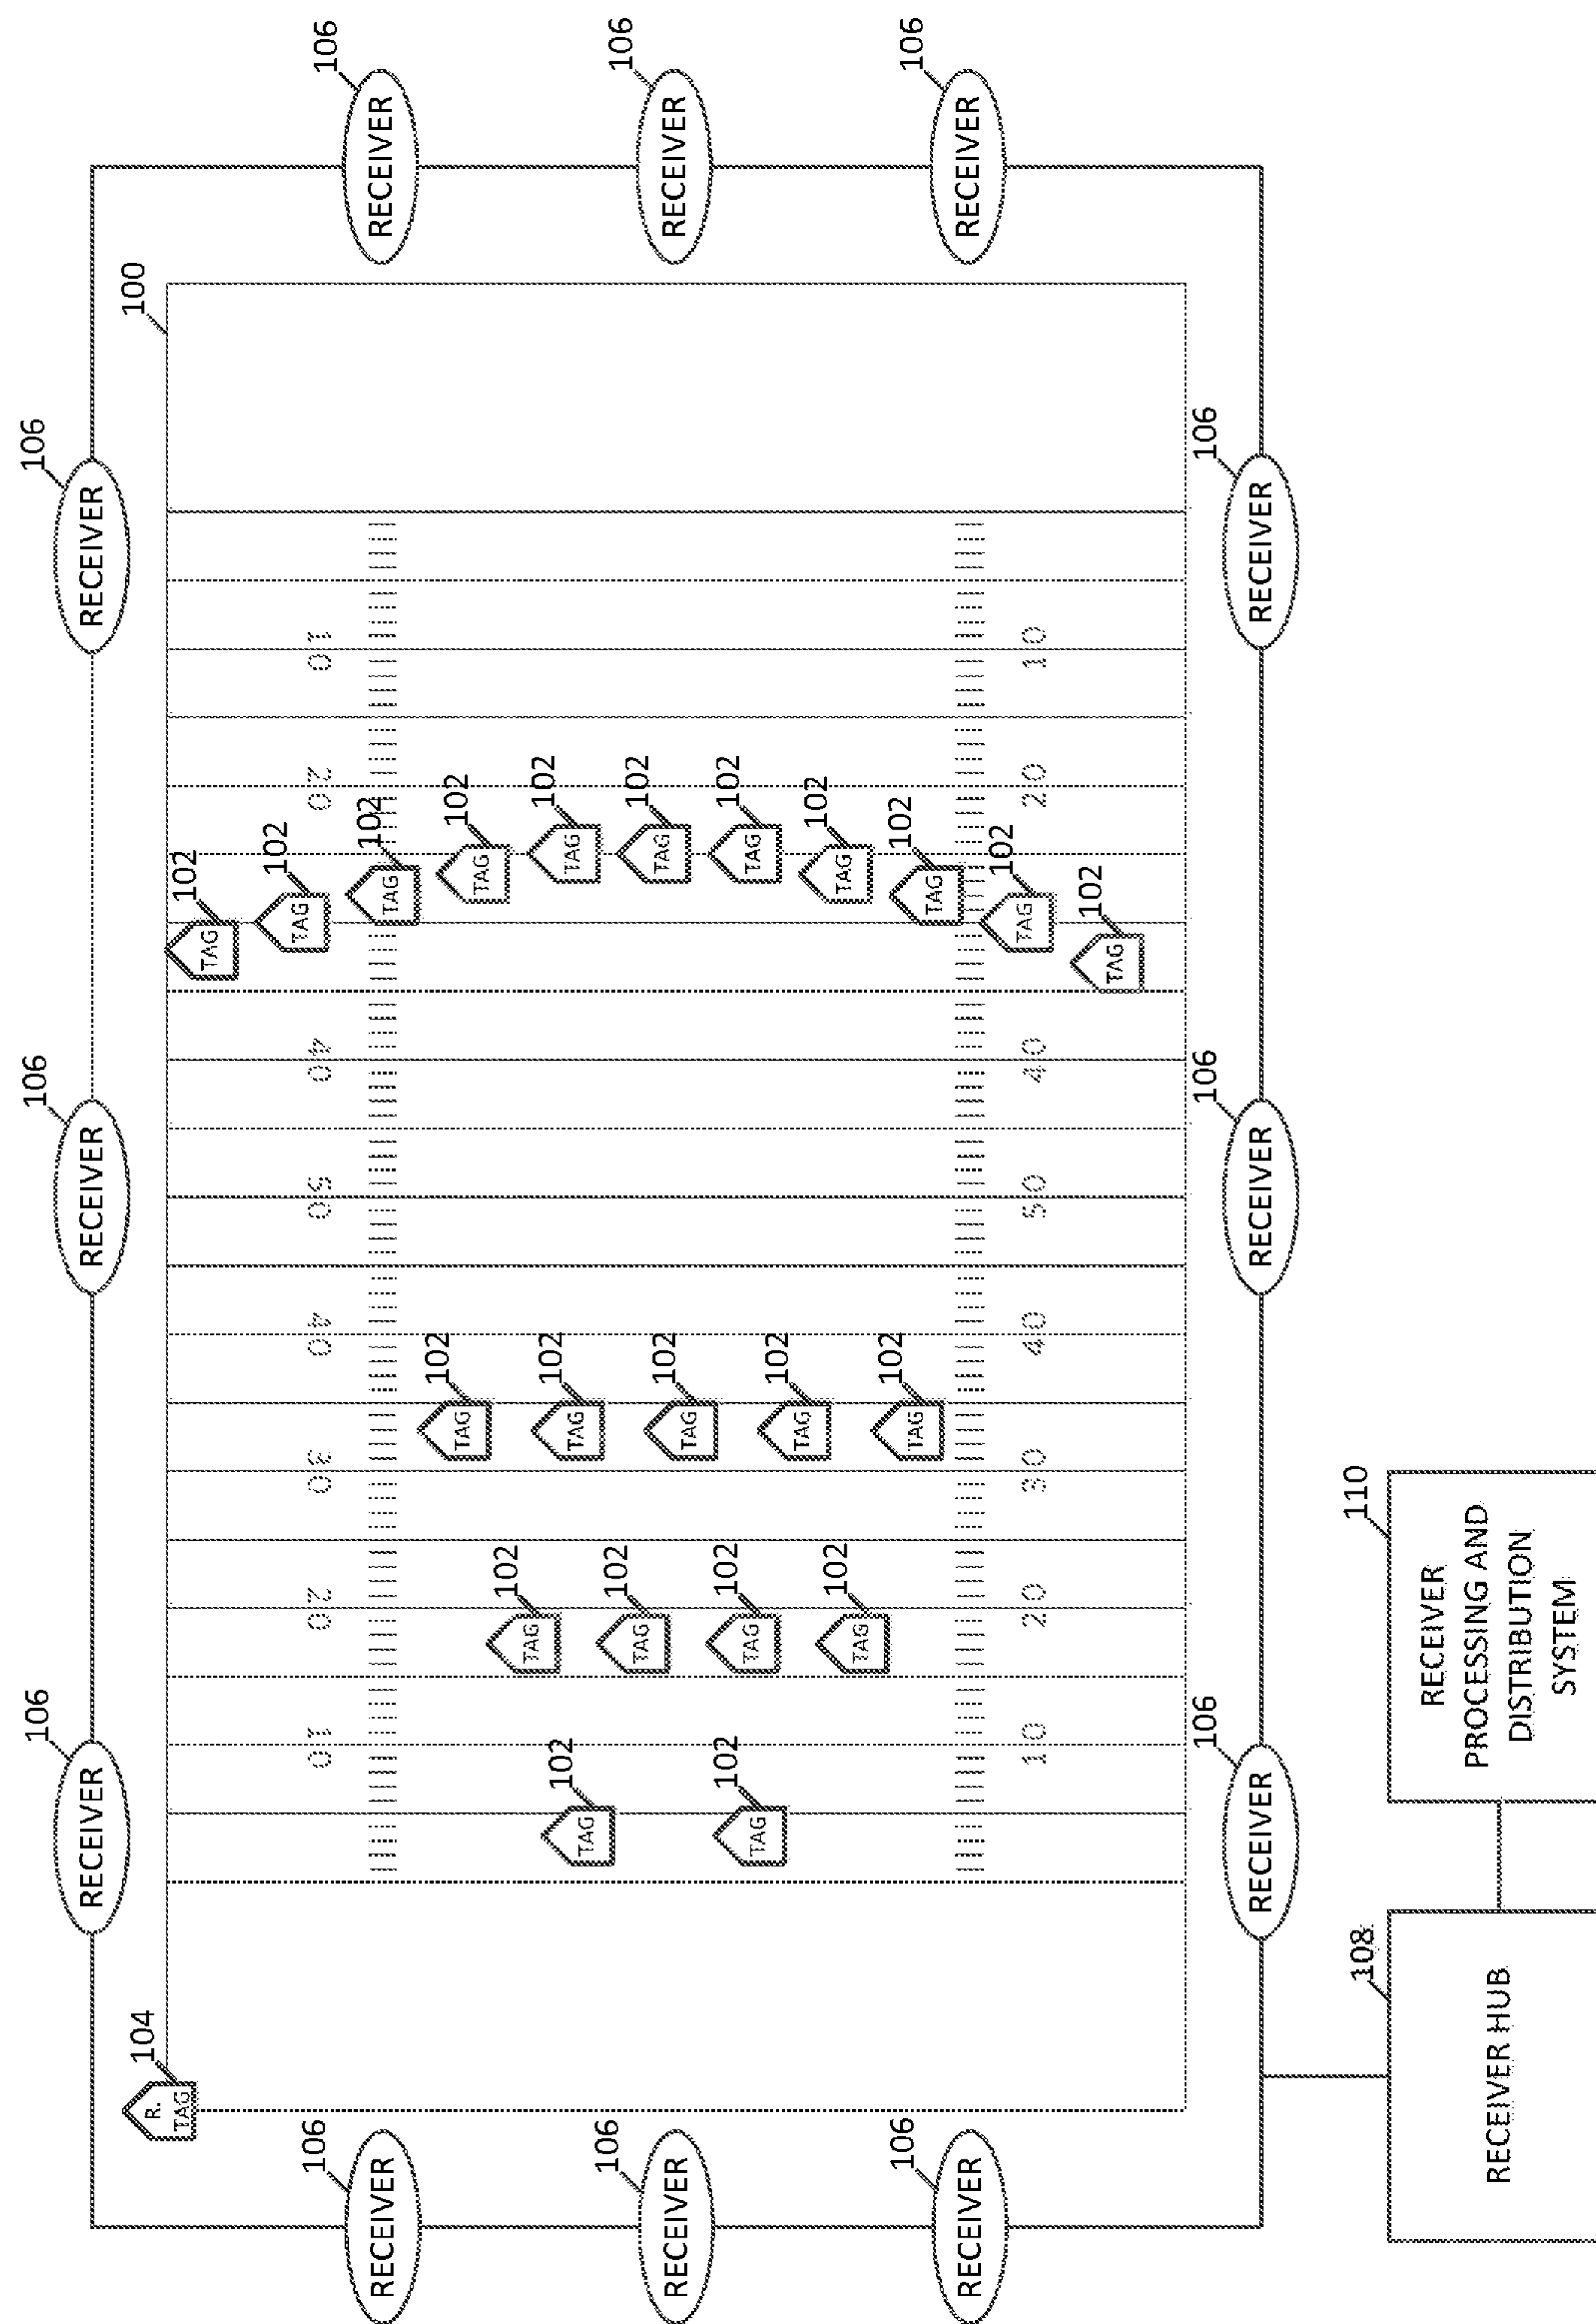 106 106 106
RECEIVER RECEIVER RECEIVER
104 100
R.
TAG
102
TAG
102
TAG
106 10 20 30 40 50 40 20 10 106
102
RECEIVER TAG RECEIVER
102 102
TAG TAG
102 102 102
TAG TAG TAG
102
TAG
106 102 102 106
TAG TAG
RECEIVER 102 RECEIVER
TAG
102 102 102
TAG TAG TAG
102 102
TAG TAG
102
TAG
106 102 102 106
TAG TAG
RECEIVER RECEIVER
102
TAG
10 20 30 40 50 40 20 10
102
TAG
106 106 106
RECEIVER RECEIVER RECEIVER
108
RECEIVER HUB
110
RECEIVER
PROCESSING AND
DISTRIBUTION
SYSTEM